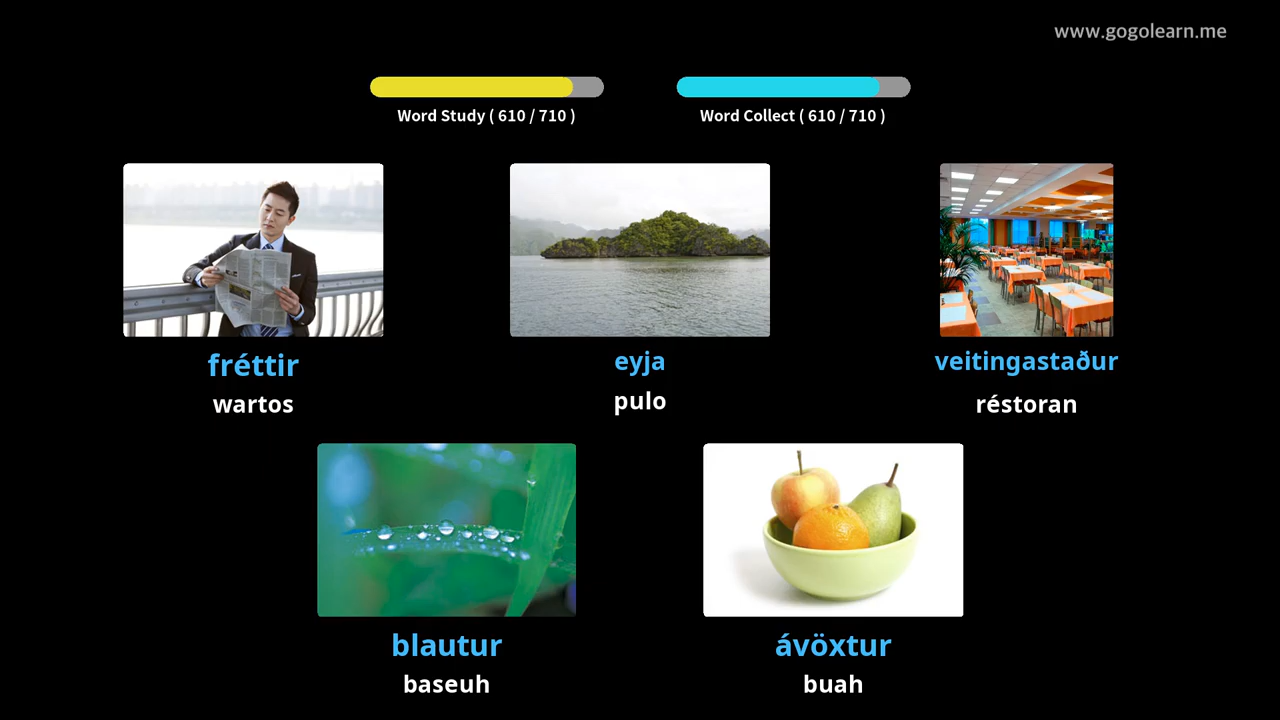 www.gogolearn.me
Word Study ( 610 / 710 )
Word Collect ( 610 / 710 )
fréttir
wartos
eyja
pulo
veitingastaður
réstoran
blautur
baseuh
ávöxtur
buah